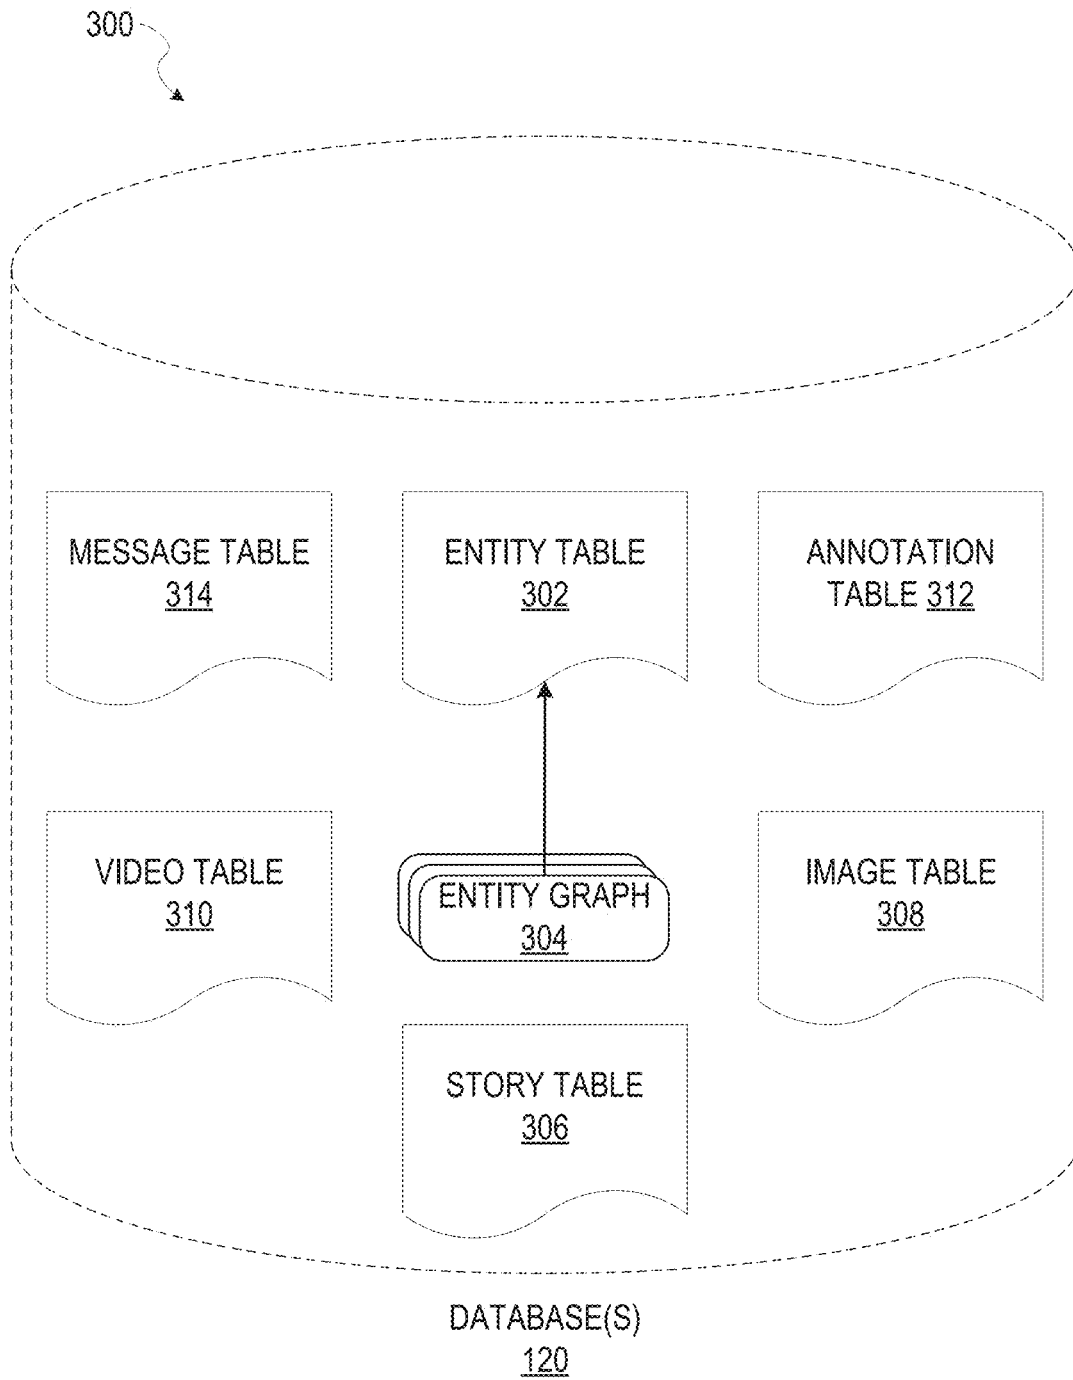 300
MESSAGE TABLE
314
ENTITY TABLE
302
ANNOTATION
TABLE 312
VIDEO TABLE
310
ENTITY GRAPH
304
IMAGE TABLE
308
STORY TABLE
306
DATABASE(S)
120